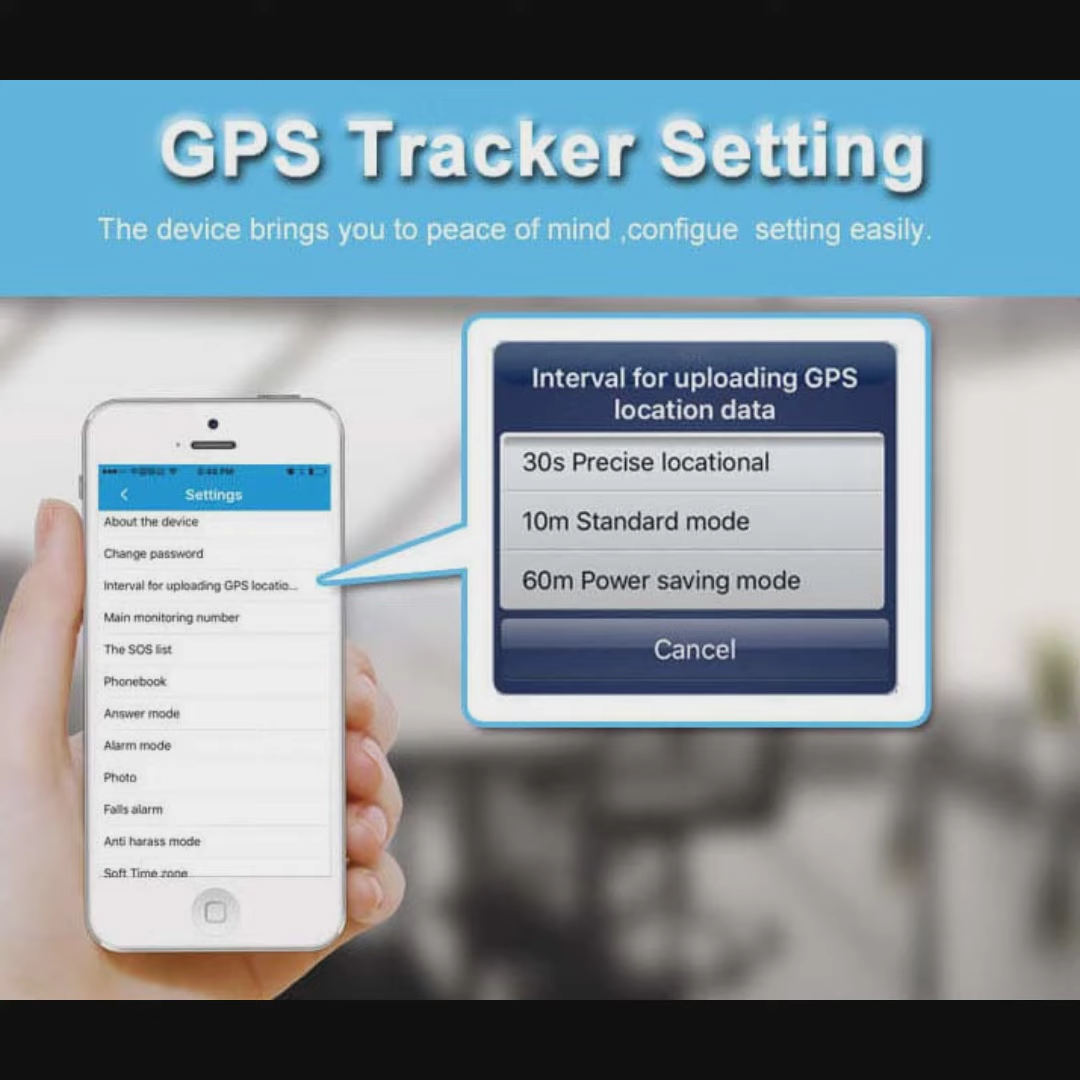 GPS Tracker Setting
The device brings you to peace of mind ,configue setting easily.
Settings
About the device
Change password
Interval for uploading GPS locatio...
Main monitoring number
The SOS list
Phonebook
Answer mode
Alarm mode
Photo
Falls alarm
Anti harass mode
Soft Time zone
Interval for uploading GPS
location data
30s Precise locational
10m Standard mode
60m Power saving mode
Cancel